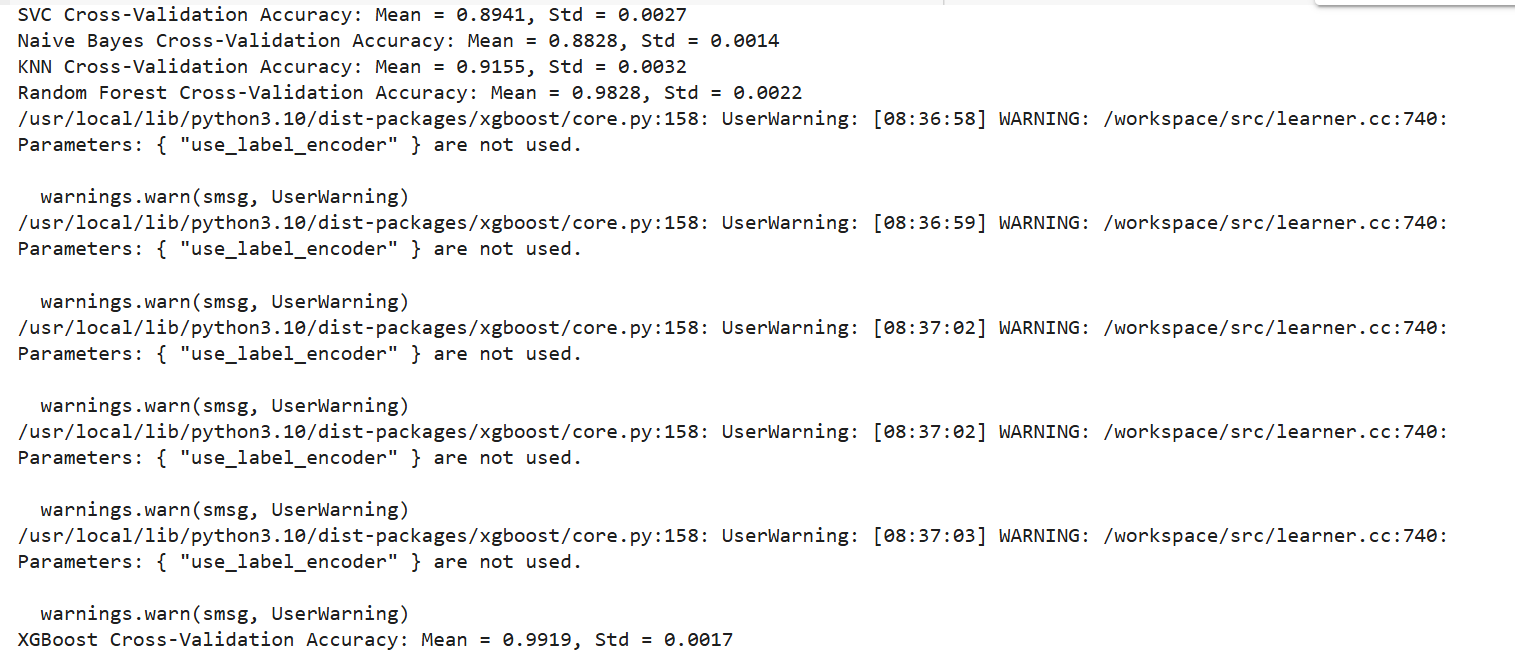 SVC Cross-Validation Accuracy: Mean = 0.8941, Std = 0.0027
Naive Bayes Cross-Validation Accuracy: Mean = 0.8828, Std = 0.0014
KNN Cross-Validation Accuracy: Mean = 0.9155, Std = 0.0032
Random Forest Cross-Validation Accuracy: Mean = 0.9828, Std = 0.0022
/usr/local/lib/python3.10/dist-packages/xgboost/core.py:158: UserWarning: [08:36:58] WARNING: /workspace/src/learner.cc:740:
Parameters: { "use_label_encoder" } are not used.

  warnings.warn(smsg, UserWarning)
/usr/local/lib/python3.10/dist-packages/xgboost/core.py:158: UserWarning: [08:36:59] WARNING: /workspace/src/learner.cc:740:
Parameters: { "use_label_encoder" } are not used.

  warnings.warn(smsg, UserWarning)
/usr/local/lib/python3.10/dist-packages/xgboost/core.py:158: UserWarning: [08:37:02] WARNING: /workspace/src/learner.cc:740:
Parameters: { "use_label_encoder" } are not used.

  warnings.warn(smsg, UserWarning)
/usr/local/lib/python3.10/dist-packages/xgboost/core.py:158: UserWarning: [08:37:02] WARNING: /workspace/src/learner.cc:740:
Parameters: { "use_label_encoder" } are not used.

  warnings.warn(smsg, UserWarning)
/usr/local/lib/python3.10/dist-packages/xgboost/core.py:158: UserWarning: [08:37:03] WARNING: /workspace/src/learner.cc:740:
Parameters: { "use_label_encoder" } are not used.

  warnings.warn(smsg, UserWarning)
XGBoost Cross-Validation Accuracy: Mean = 0.9919, Std = 0.0017